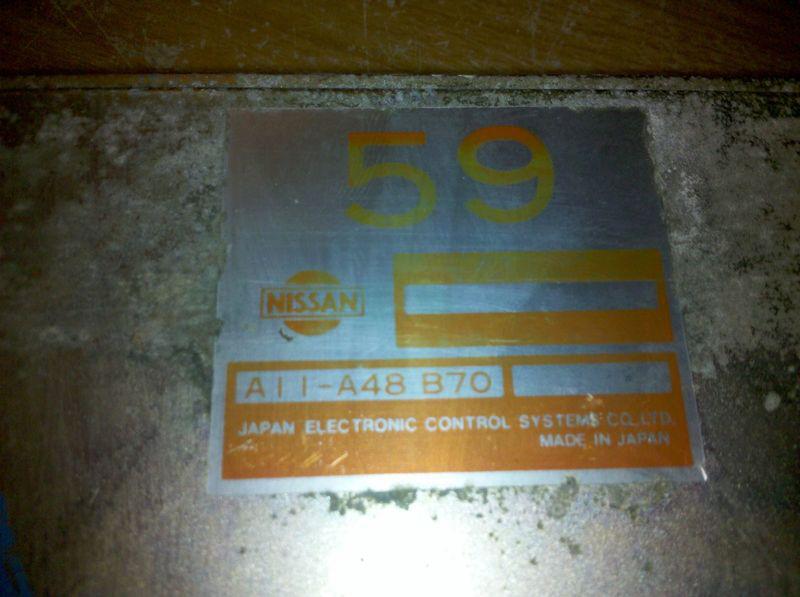 59
NISSAN
A11-A48 B70
JAPAN ELECTRONIC CONTROL SYSTEMS CO.,LTD.
MADE IN JAPAN